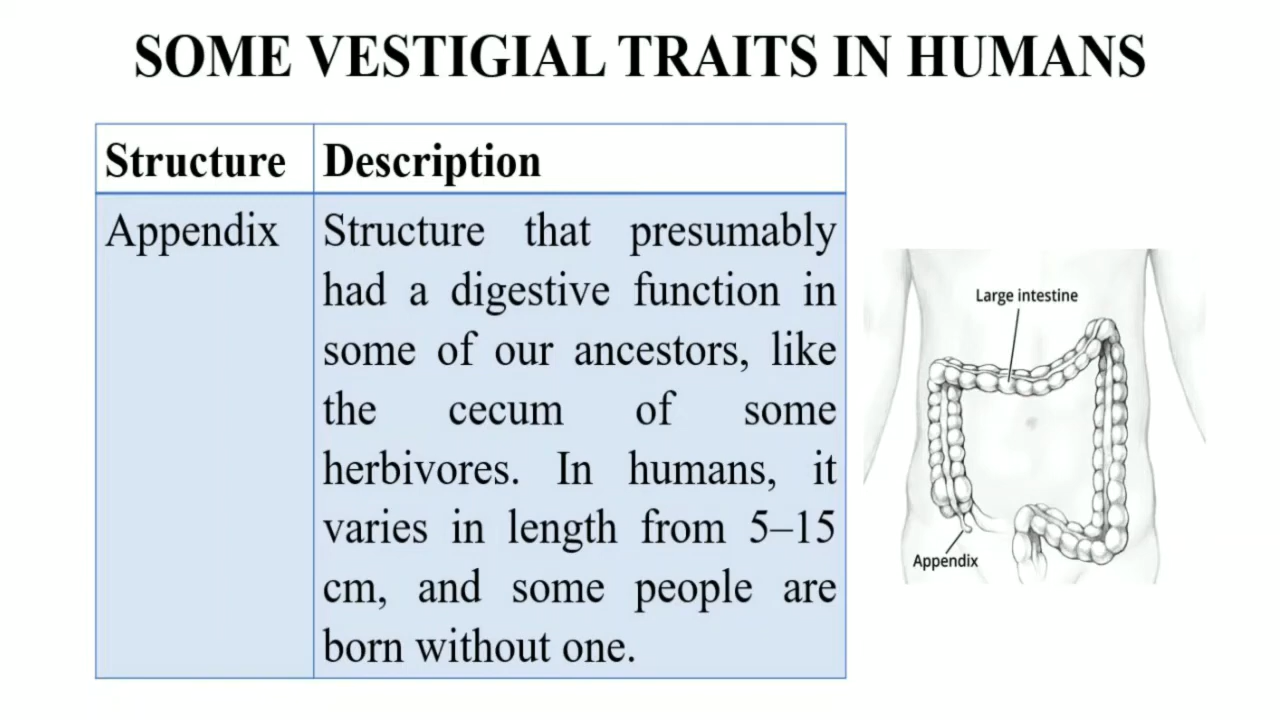 SOME VESTIGIAL TRAITS IN HUMANS
Structure
Description
Appendix
Structure that presumably
had a digestive function in
some of our ancestors, like
the cecum of some
herbivores. In humans, it
varies in length from 5–15
cm, and some people are
born without one.
Large intestine
Appendix